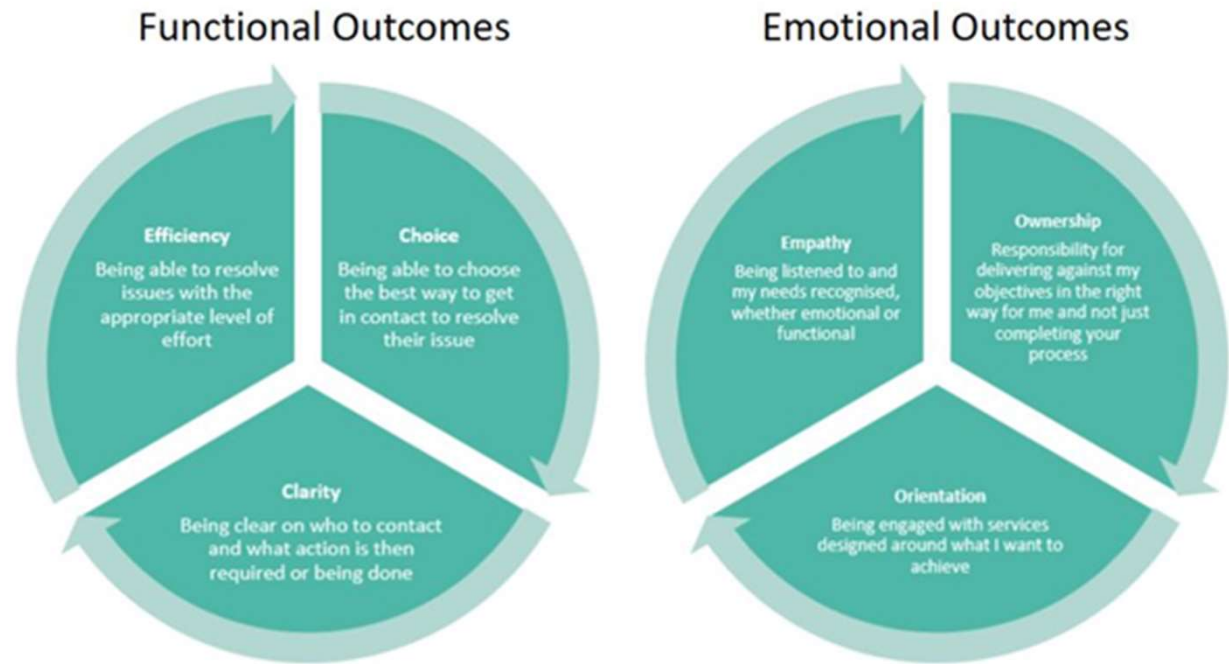 Functional Outcomes
Efficiency
Being able to resolve
issues with the
appropriate level of
effort
Choice
Being able to choose
the best way to get
in contact to resolve
their issue
Clarity
Being clear on who to contact
and what action is then
required or being done
Emotional Outcomes
Empathy
Being listened to and
my needs recognised,
whether emotional or
functional
Ownership
Responsibility for
delivering against my
objectives in the right
way for me and not just
completing your
process
Orientation
Being engaged with services
designed around what I want to
achieve